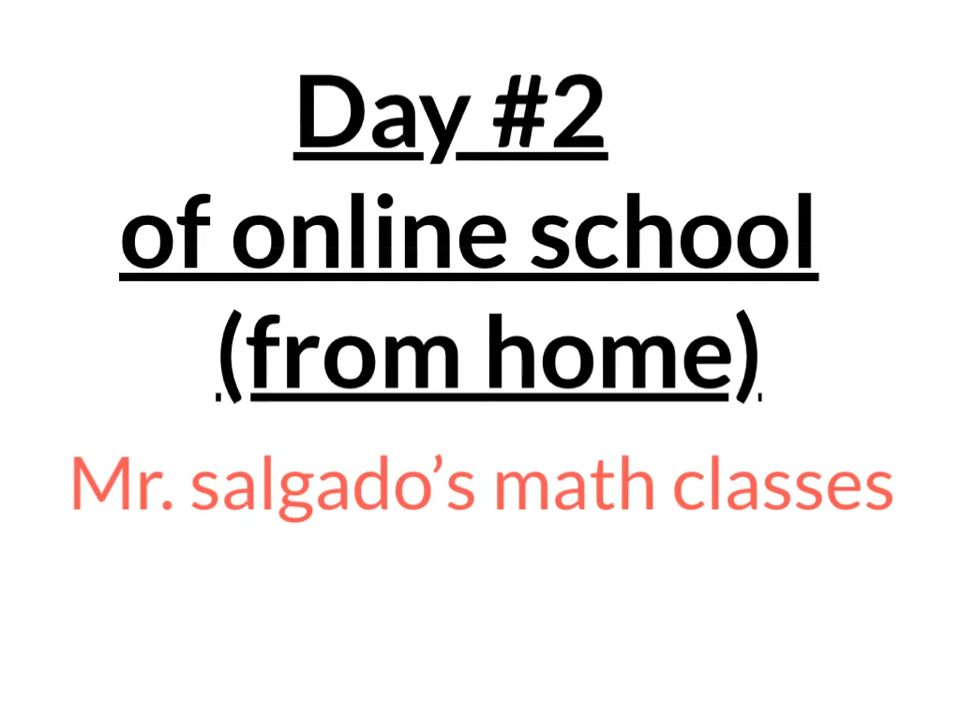 Day #2
of online school
(from home)
Mr. salgado’s math classes